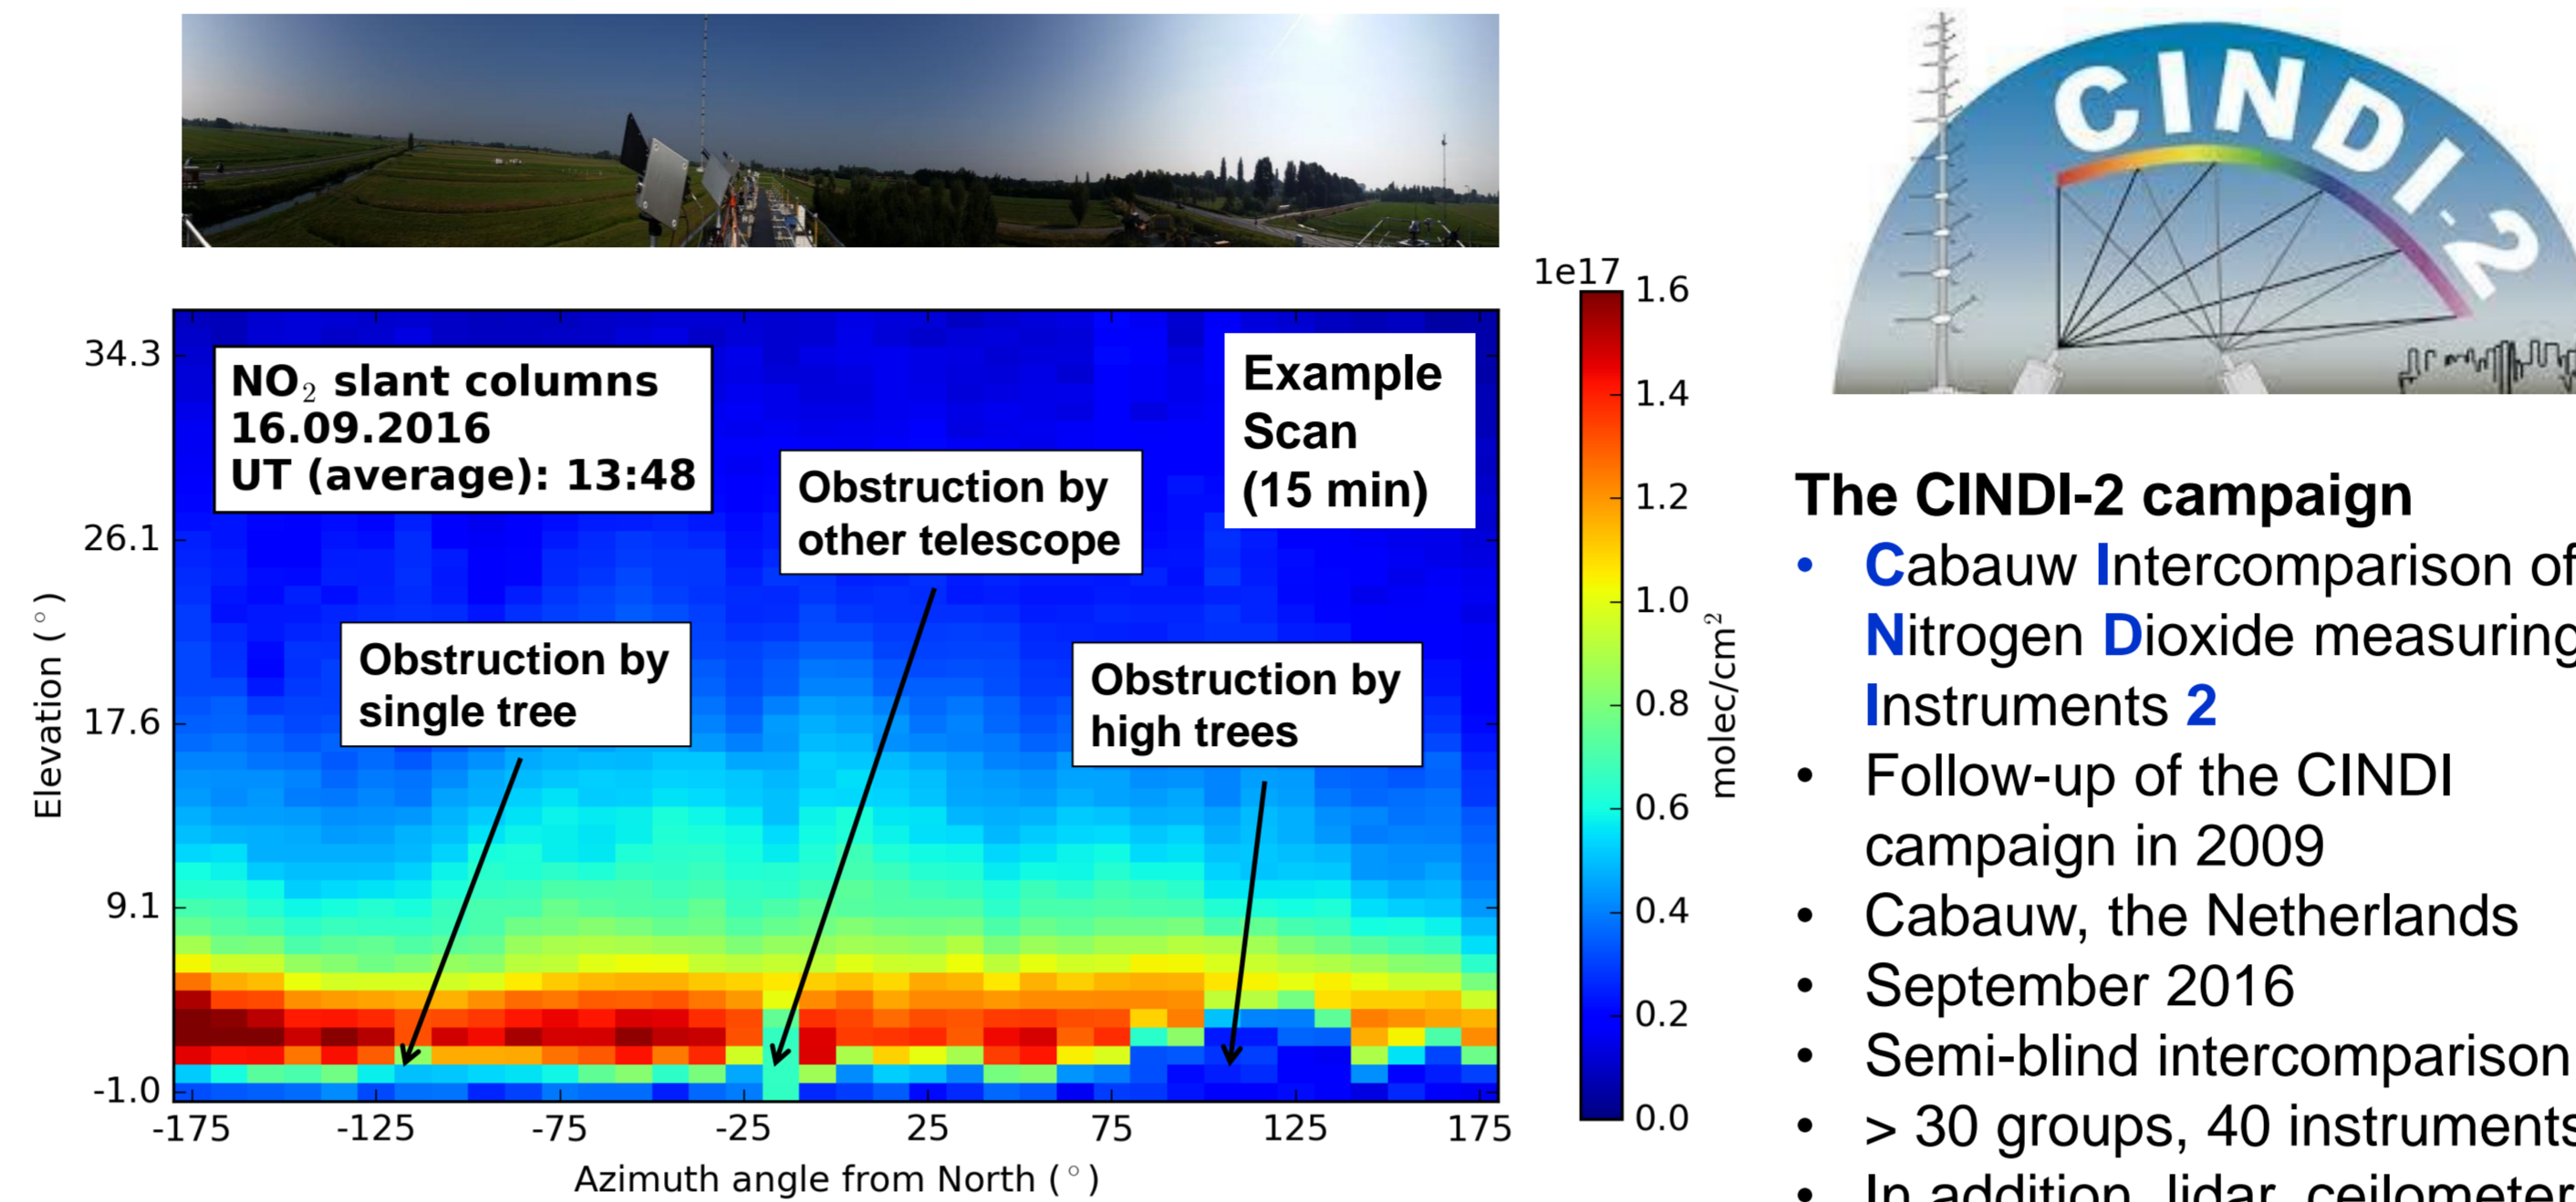 CINDI-2
1e17
NO₂ slant columns
16.09.2016
UT (average): 13:48
Example
Scan
(15 min)
Obstruction by
other telescope
Obstruction by
single tree
Obstruction by
high trees
Elevation (°)
34.3
26.1
17.6
9.1
-1.0
-175 -125 -75 -25 25 75 125 175
Azimuth angle from North (°)
1.6
1.4
1.2
1.0
0.8
0.6
0.4
0.2
0.0
molec/cm²
The CINDI-2 campaign
• Cabauw Intercomparison of
Nitrogen Dioxide measuring
Instruments 2
• Follow-up of the CINDI
campaign in 2009
• Cabauw, the Netherlands
• September 2016
• Semi-blind intercomparison
• > 30 groups, 40 instruments
• In addition, lidar, ceilometer